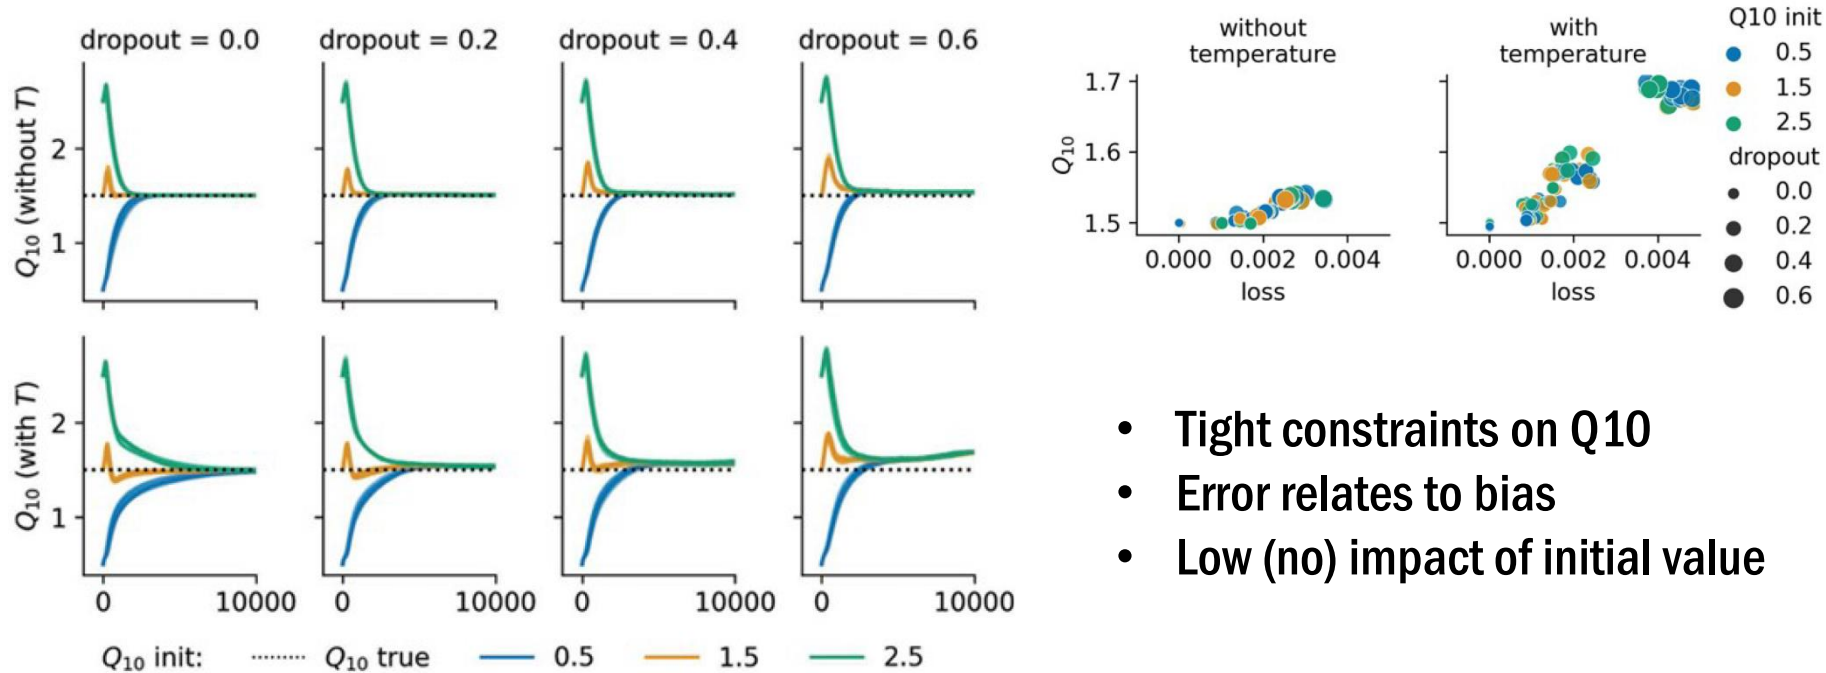 dropout = 0.0
dropout = 0.2
dropout = 0.4
dropout = 0.6
Q10 (without T)
2
1
Q10 (with T)
2
1
0
10000
0
10000
0
10000
0
10000
Q10 init:
Q10 true
0.5
1.5
2.5
without
temperature
with
temperature
Q10
1.7
1.6
1.5
0.000
0.002
0.004
loss
0.000
0.002
0.004
loss
Q10 init
0.5
1.5
2.5
dropout
0.0
0.2
0.4
0.6
• Tight constraints on Q10
• Error relates to bias
• Low (no) impact of initial value